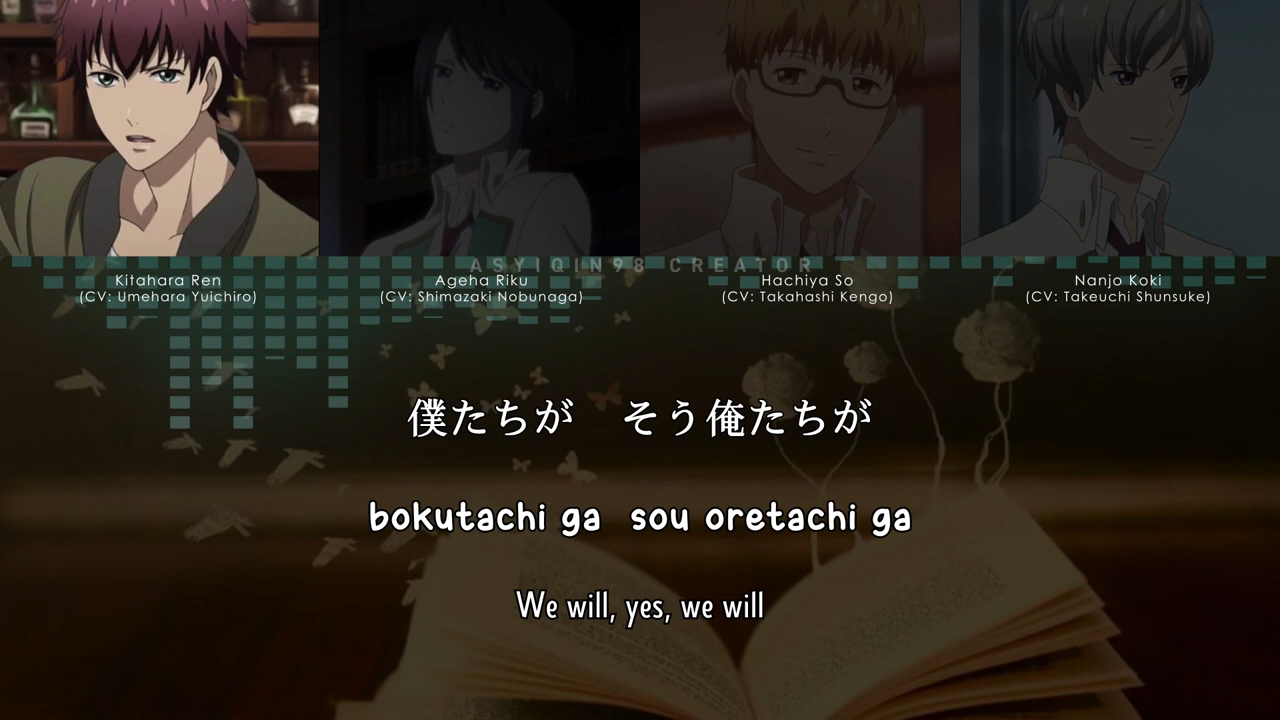 ASYIQIN98 CREATOR
Kitahara Ren
(CV: Umehara Yuichiro)
Ageha Riku
(CV: Shimazaki Nobunaga)
Hachiya So
(CV: Takahashi Kengo)
Nanjo Koki
(CV: Takeuchi Shunsuke)
僕たちが　そう俺たちが
bokutachi ga sou oretachi ga
We will, yes, we will